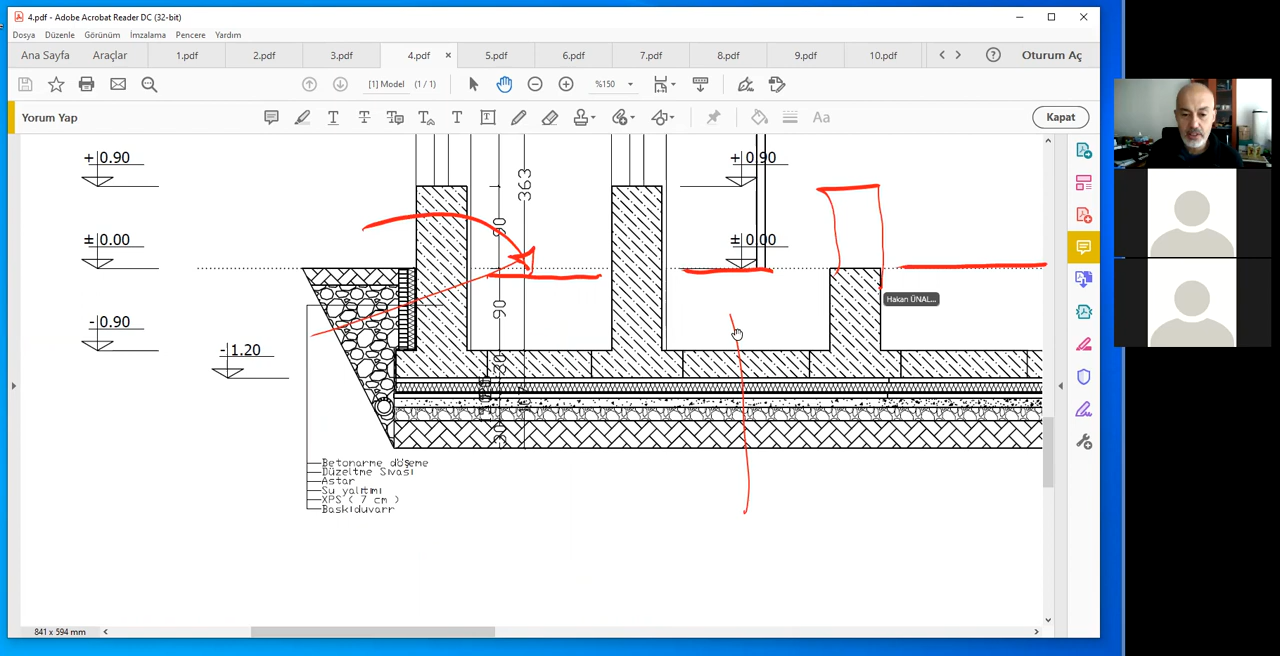 4.pdf - Adobe Acrobat Reader DC (32-bit)
Dosya Düzenle Görünüm İmzalama Pencere Yardım
Ana Sayfa Araçlar 1.pdf 2.pdf 3.pdf 4.pdf × 5.pdf 6.pdf 7.pdf 8.pdf 9.pdf 10.pdf Oturum Aç
[1] Model (1 / 1) %150
Yorum Yap Kapat
+0.90 363 +0.90
90
±0.00 ±0.00
Hakan ÜNAL...
-0.90 90
-1.20 30
30
Betonarme döşeme
Düzeltme Sıvası
Astar
Su yalıtımı
XPS ( 7 cm )
Baskıduvarı
841 x 594 mm